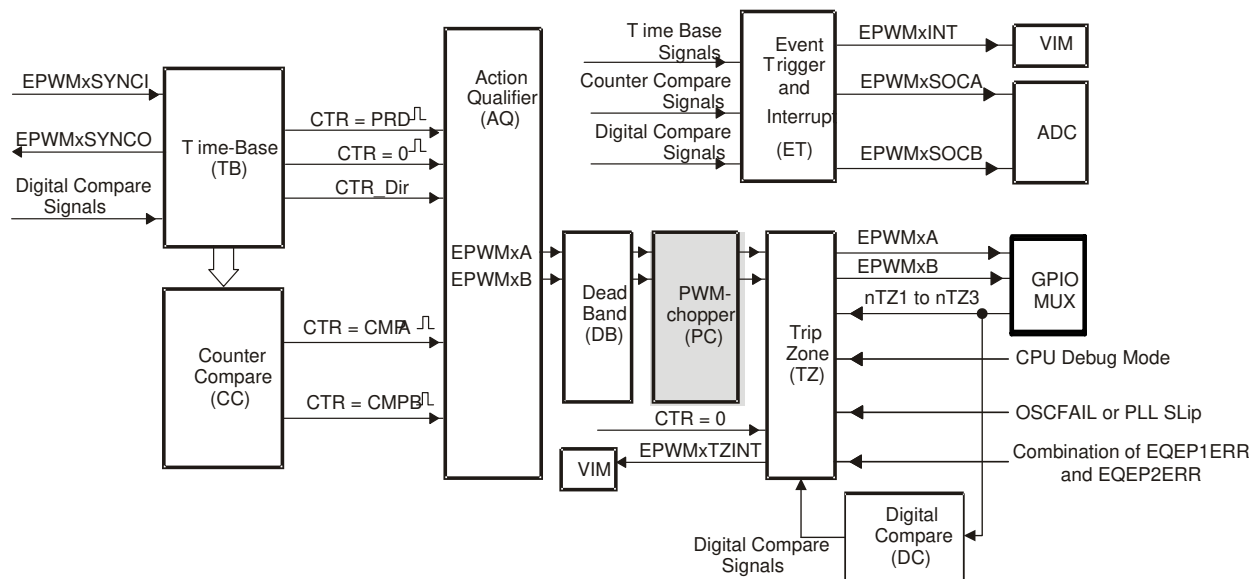 EPWMxSYNCI
EPWMxSYNCO
Digital Compare
Signals
Time-Base
(TB)
CTR = PRD
CTR = 0
CTR_Dir
Counter
Compare
(CC)
CTR = CMPA
CTR = CMPB
Action
Qualifier
(AQ)
EPWMxA
EPWMxB
Time Base
Signals
Counter Compare
Signals
Digital Compare
Signals
Event
Trigger
and
Interrupt
(ET)
EPWMxINT
EPWMxSOCA
EPWMxSOCB
VIM
ADC
Dead
Band
(DB)
PWM-
chopper
(PC)
Trip
Zone
(TZ)
EPWMxA
EPWMxB
nTZ1 to nTZ3
GPIO
MUX
CPU Debug Mode
OSCFAIL or PLL SLip
Combination of EQEP1ERR
and EQEP2ERR
CTR = 0
EPWMxTZINT
VIM
Digital Compare
Signals
Digital
Compare
(DC)